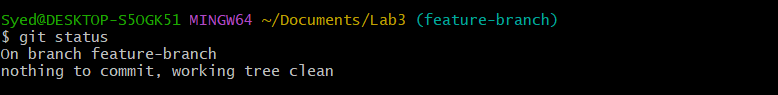 Syed@DESKTOP-S5OGK51 MINGW64 ~/Documents/Lab3 (feature-branch)
$ git status
On branch feature-branch
nothing to commit, working tree clean